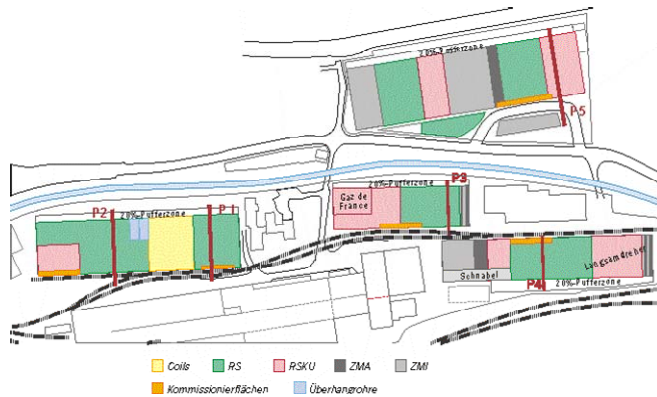 20%-Pufferzone
P5
P3
20%-Pufferzone
Gaz de
France
P2
20%-Pufferzone
P1
Langsamdreher
Schnabel
P4
20%-Pufferzone
Coils
RS
RSKU
ZMA
ZMI
Kommissionierflächen
Überhangrohre